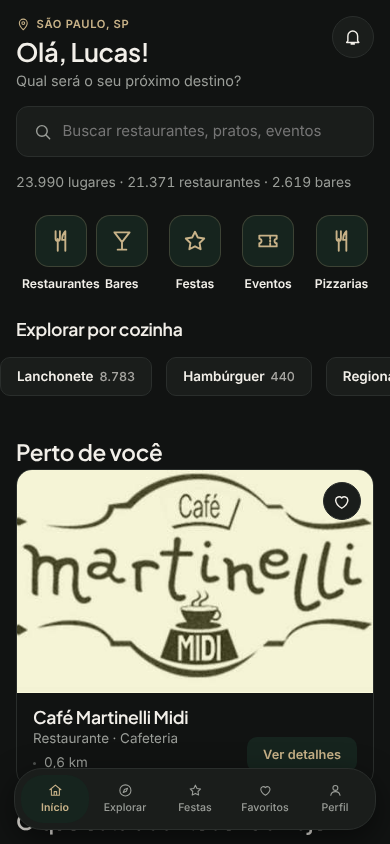 SÃO PAULO, SP
Olá, Lucas!
Qual será o seu próximo destino?
Buscar restaurantes, pratos, eventos
23.990 lugares · 21.371 restaurantes · 2.619 bares
Restaurantes Bares Festas Eventos Pizzarias
Explorar por cozinha
Lanchonete 8.783 Hambúrguer 440 Regiona
Perto de você
Café
martinelli
MIDI
Café Martinelli Midi
Restaurante · Cafeteria
0,6 km
Ver detalhes
Início Explorar Festas Favoritos Perfil